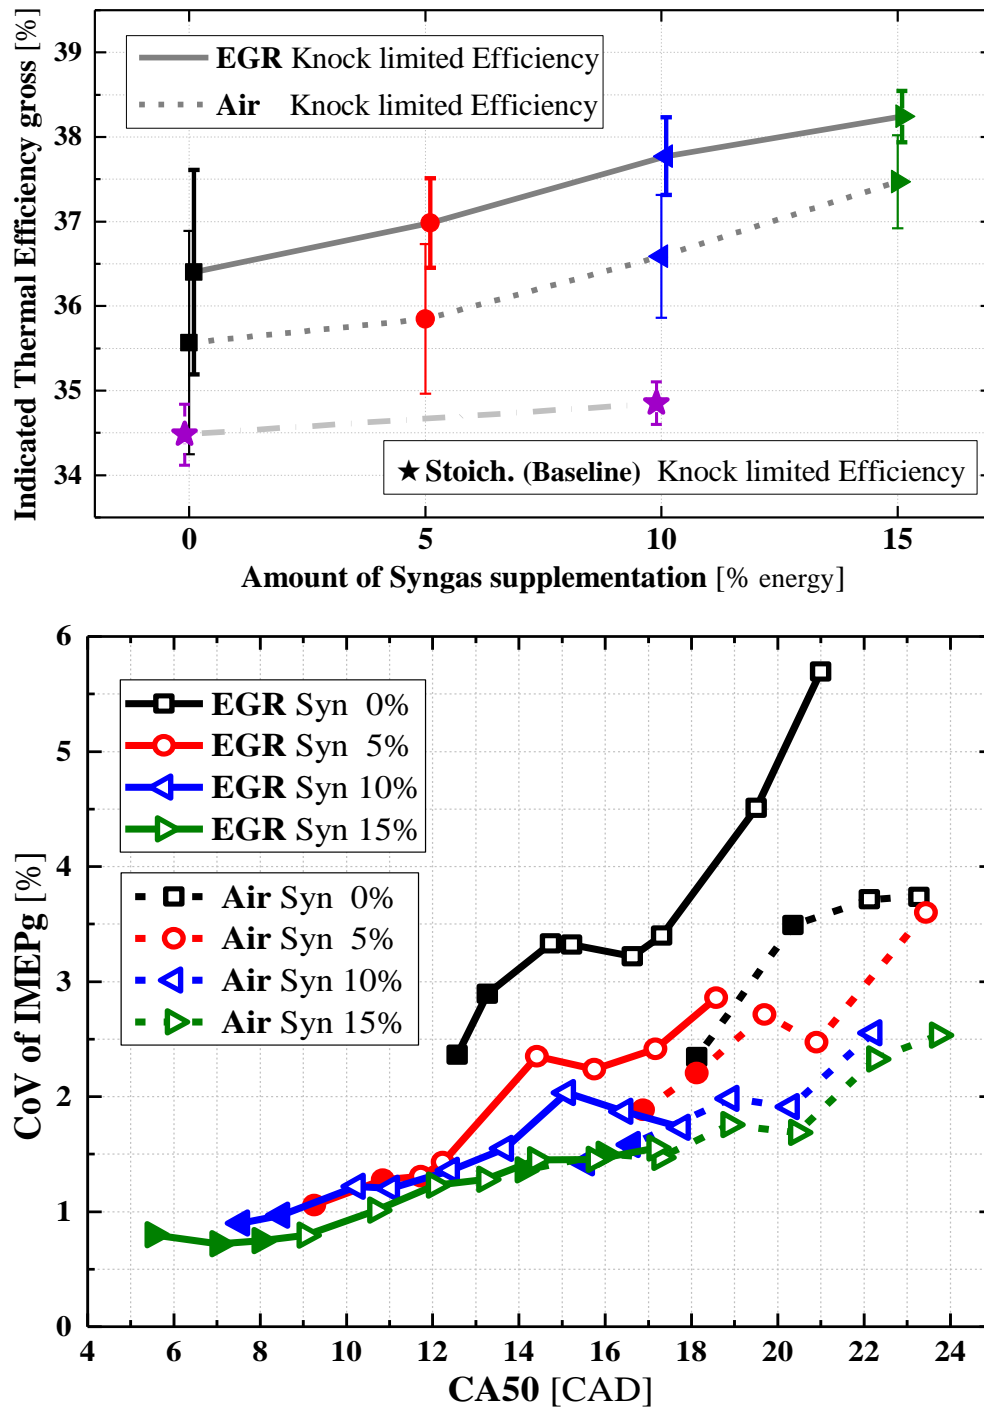 Indicated Thermal Efficiency gross [%]
39
38
37
36
35
34
EGR Knock limited Efficiency
Air Knock limited Efficiency
★ Stoich. (Baseline) Knock limited Efficiency
0 5 10 15
Amount of Syngas supplementation [% energy]
CoV of IMEPg [%]
6
5
4
3
2
1
0
EGR Syn 0%
EGR Syn 5%
EGR Syn 10%
EGR Syn 15%
Air Syn 0%
Air Syn 5%
Air Syn 10%
Air Syn 15%
4 6 8 10 12 14 16 18 20 22 24
CA50 [CAD]